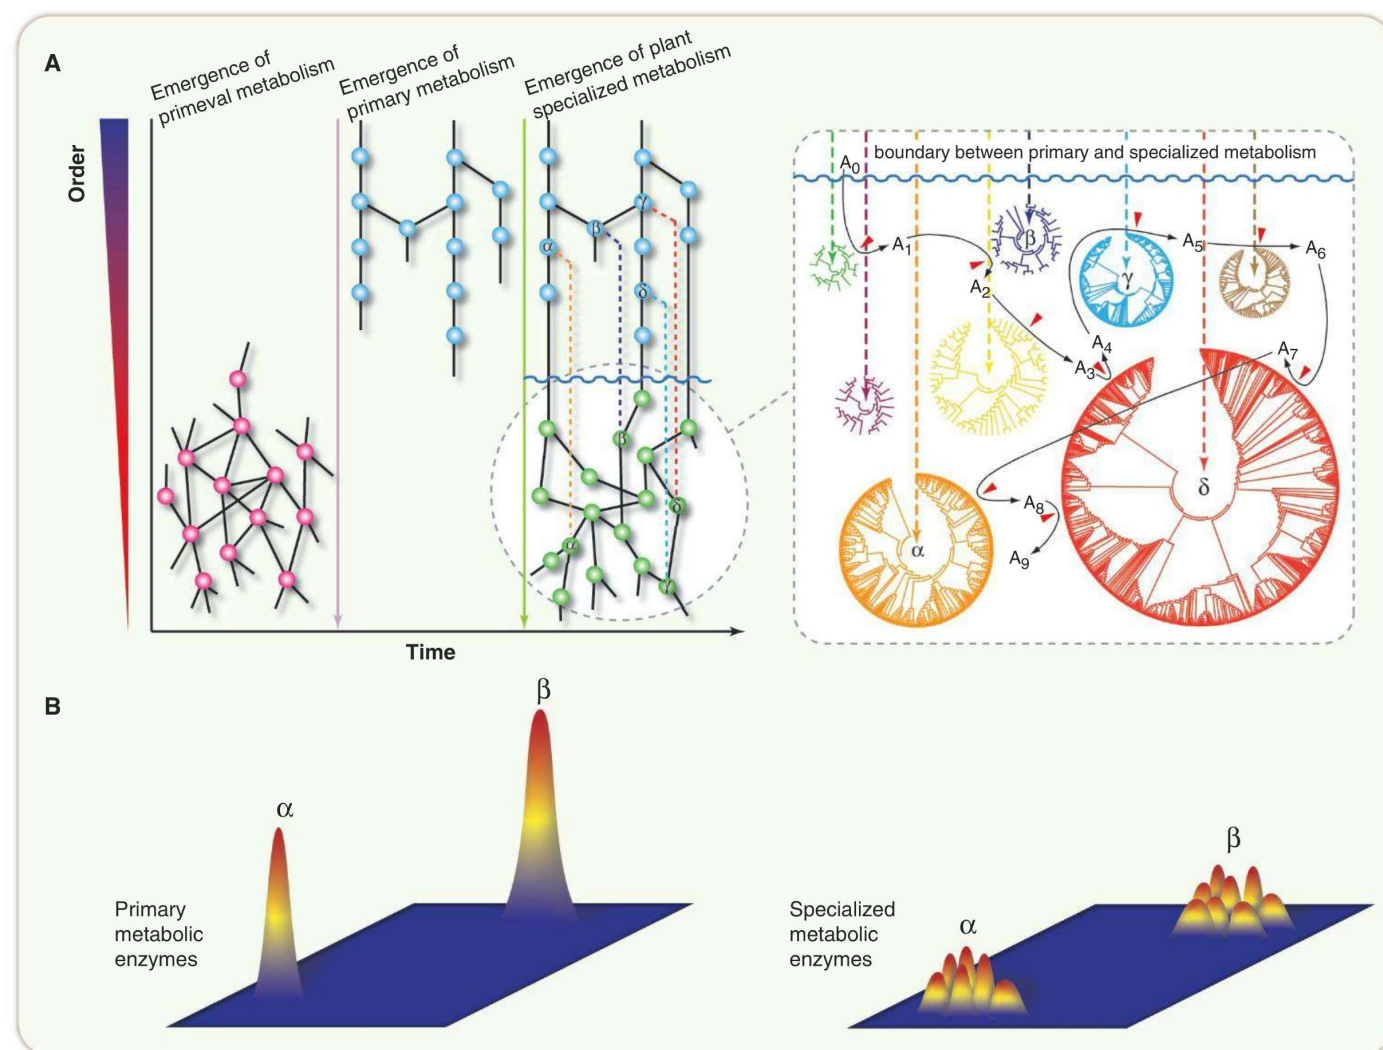 A
Emergence of
primeval metabolism
Emergence of
primary metabolism
Emergence of plant
specialized metabolism
Order
Time
α
β
γ
δ
β
α
δ
γ
boundary between primary and specialized metabolism
A0
A1
A2
A3
A4
A5
A6
A7
A8
A9
β
γ
α
δ
B
α
β
Primary
metabolic
enzymes
Specialized
metabolic
enzymes
α
β